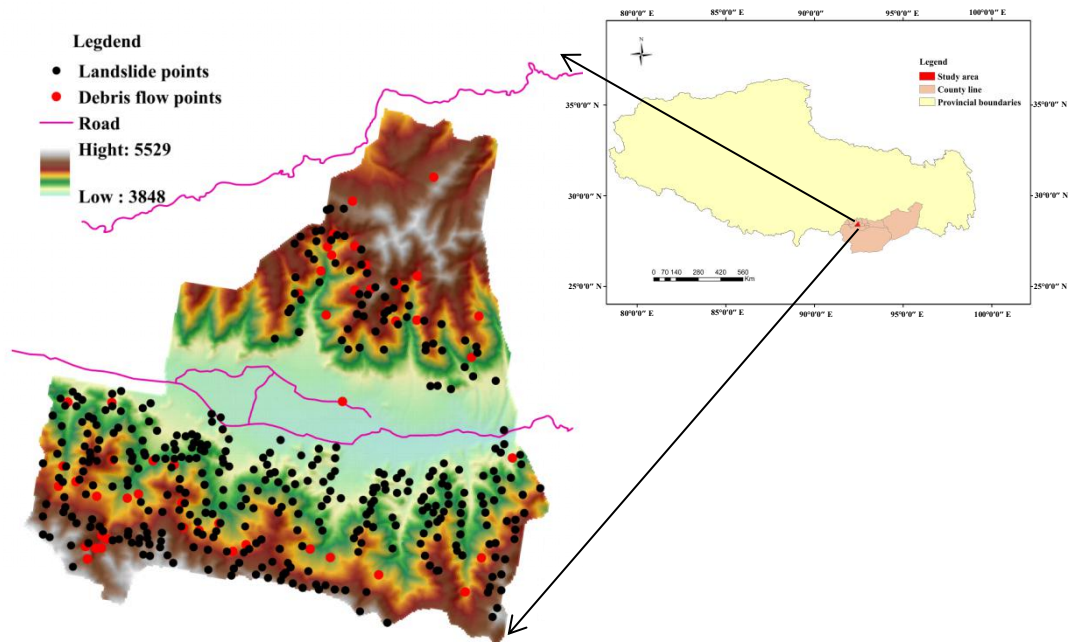 Legdend
Landslide points
Debris flow points
Road
Hight: 5529
Low : 3848
80°0'0" E 85°0'0" E 90°0'0" E 95°0'0" E 100°0'0" E
N
Legend
Study area
County line
Provincial boundaries
35°0'0" N 35°0'0" N
30°0'0" N 30°0'0" N
25°0'0" N 25°0'0" N
0 70 140 280 420 560
Km
80°0'0" E 85°0'0" E 90°0'0" E 95°0'0" E 100°0'0" E